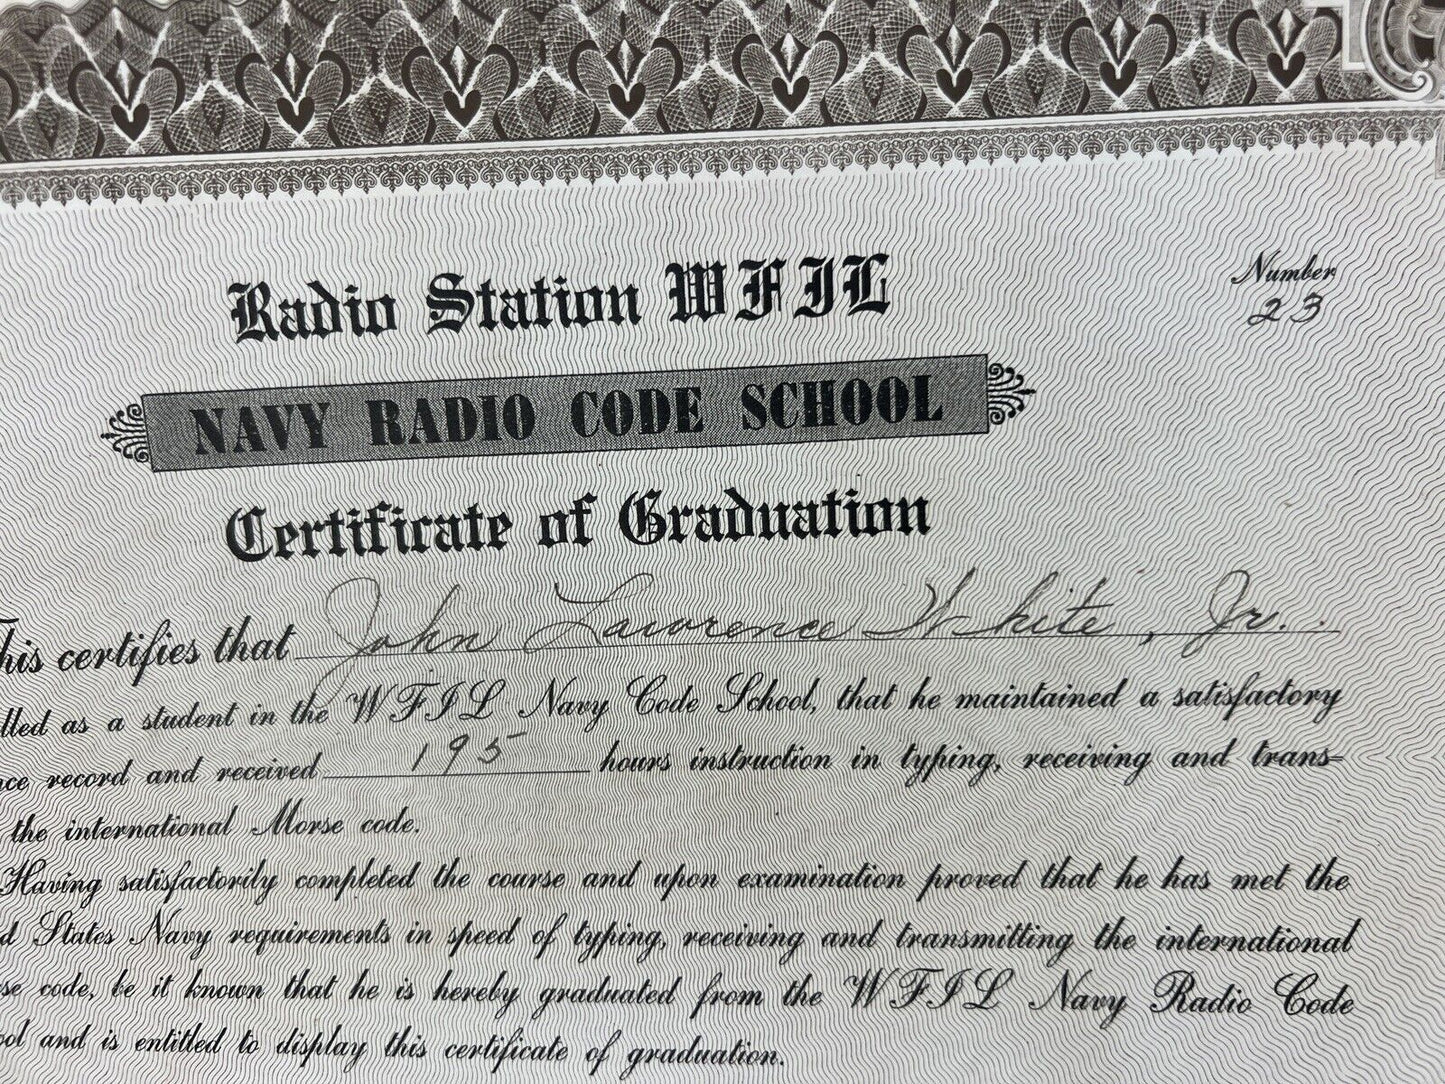 Radio Station WFIL
Number
23
NAVY RADIO CODE SCHOOL
Certificate of Graduation
This certifies that John Lawrence White, Jr.
lled as a student in the WFIL Navy Code School, that he maintained a satisfactory
nce record and received 195 hours instruction in typing, receiving and trans=
the international Morse code.
Having satisfactorily completed the course and upon examination proved that he has met the
d States Navy requirements in speed of typing, receiving and transmitting the international
se code, be it known that he is hereby graduated from the WFIL Navy Radio Code
ool and is entitled to display this certificate of graduation.